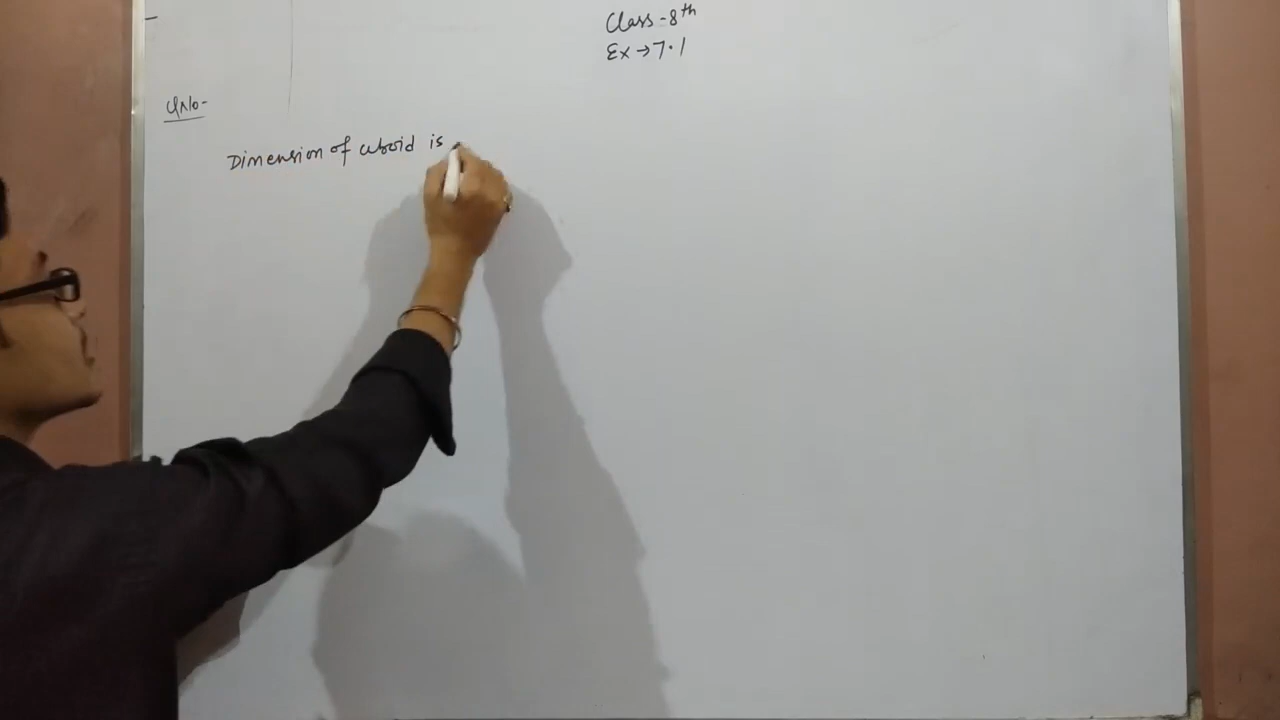 Class - 8th
Ex → 7.1
Q.No-
Dimension of cuboid is